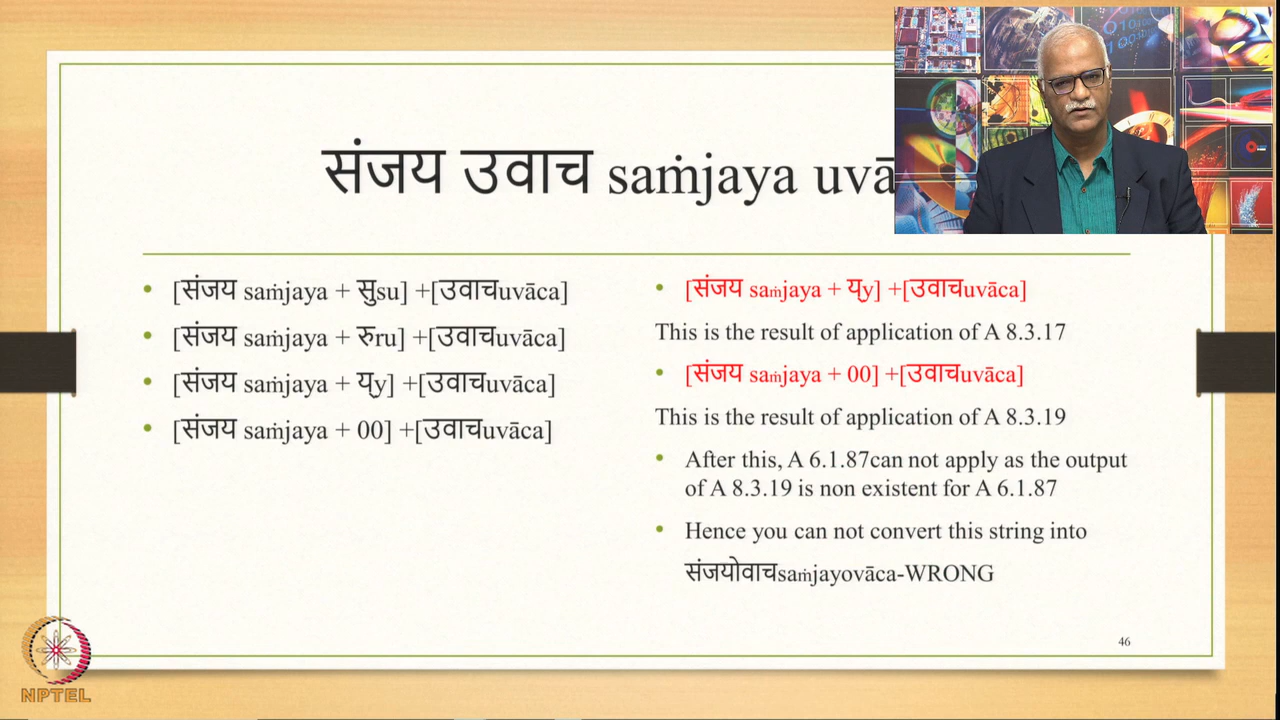 संजय उवाच saṁjaya uvā
[संजय saṁjaya + सुsu] +[उवाचuvāca]
[संजय saṁjaya + रुru] +[उवाचuvāca]
[संजय saṁjaya + य्y] +[उवाचuvāca]
[संजय saṁjaya + 00] +[उवाचuvāca]
[संजय saṁjaya + य्y] +[उवाचuvāca]
This is the result of application of A 8.3.17
[संजय saṁjaya + 00] +[उवाचuvāca]
This is the result of application of A 8.3.19
After this, A 6.1.87can not apply as the output
of A 8.3.19 is non existent for A 6.1.87
Hence you can not convert this string into
संजयोवाचsaṁjayovāca-WRONG
46
NPTEL